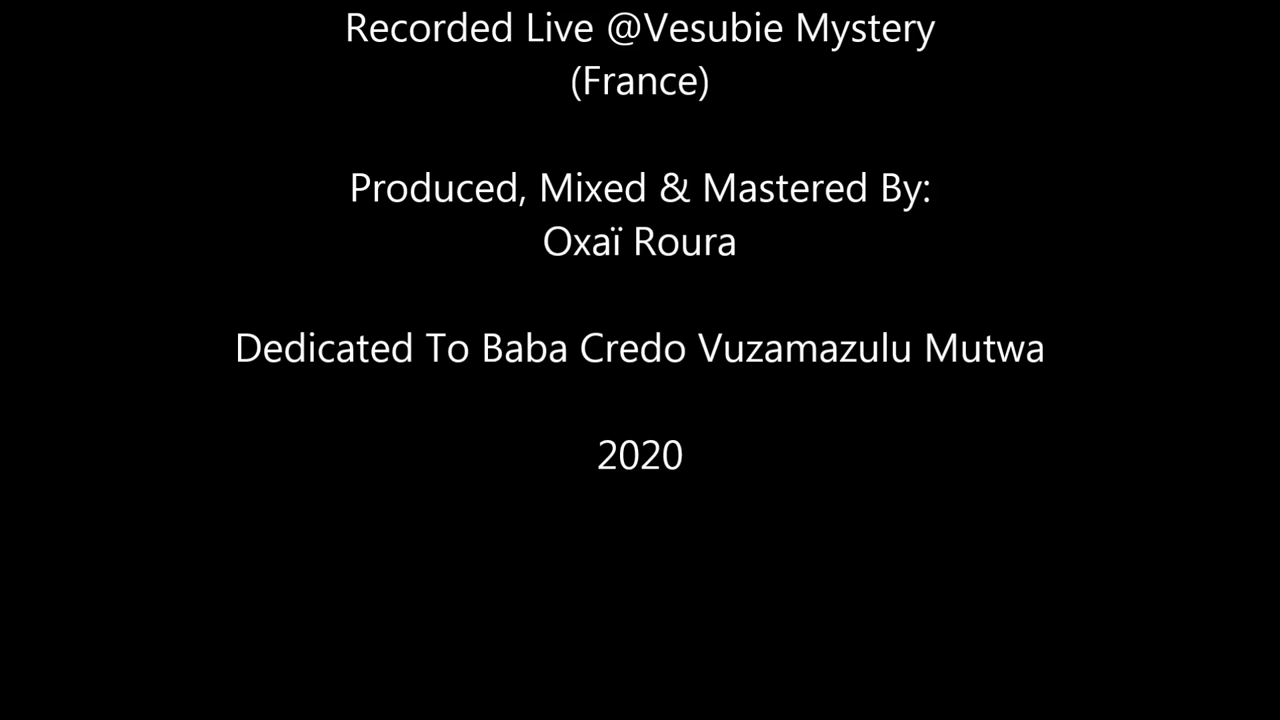 Recorded Live @Vesubie Mystery
(France)
Produced, Mixed & Mastered By:
Oxaï Roura
Dedicated To Baba Credo Vuzamazulu Mutwa
2020